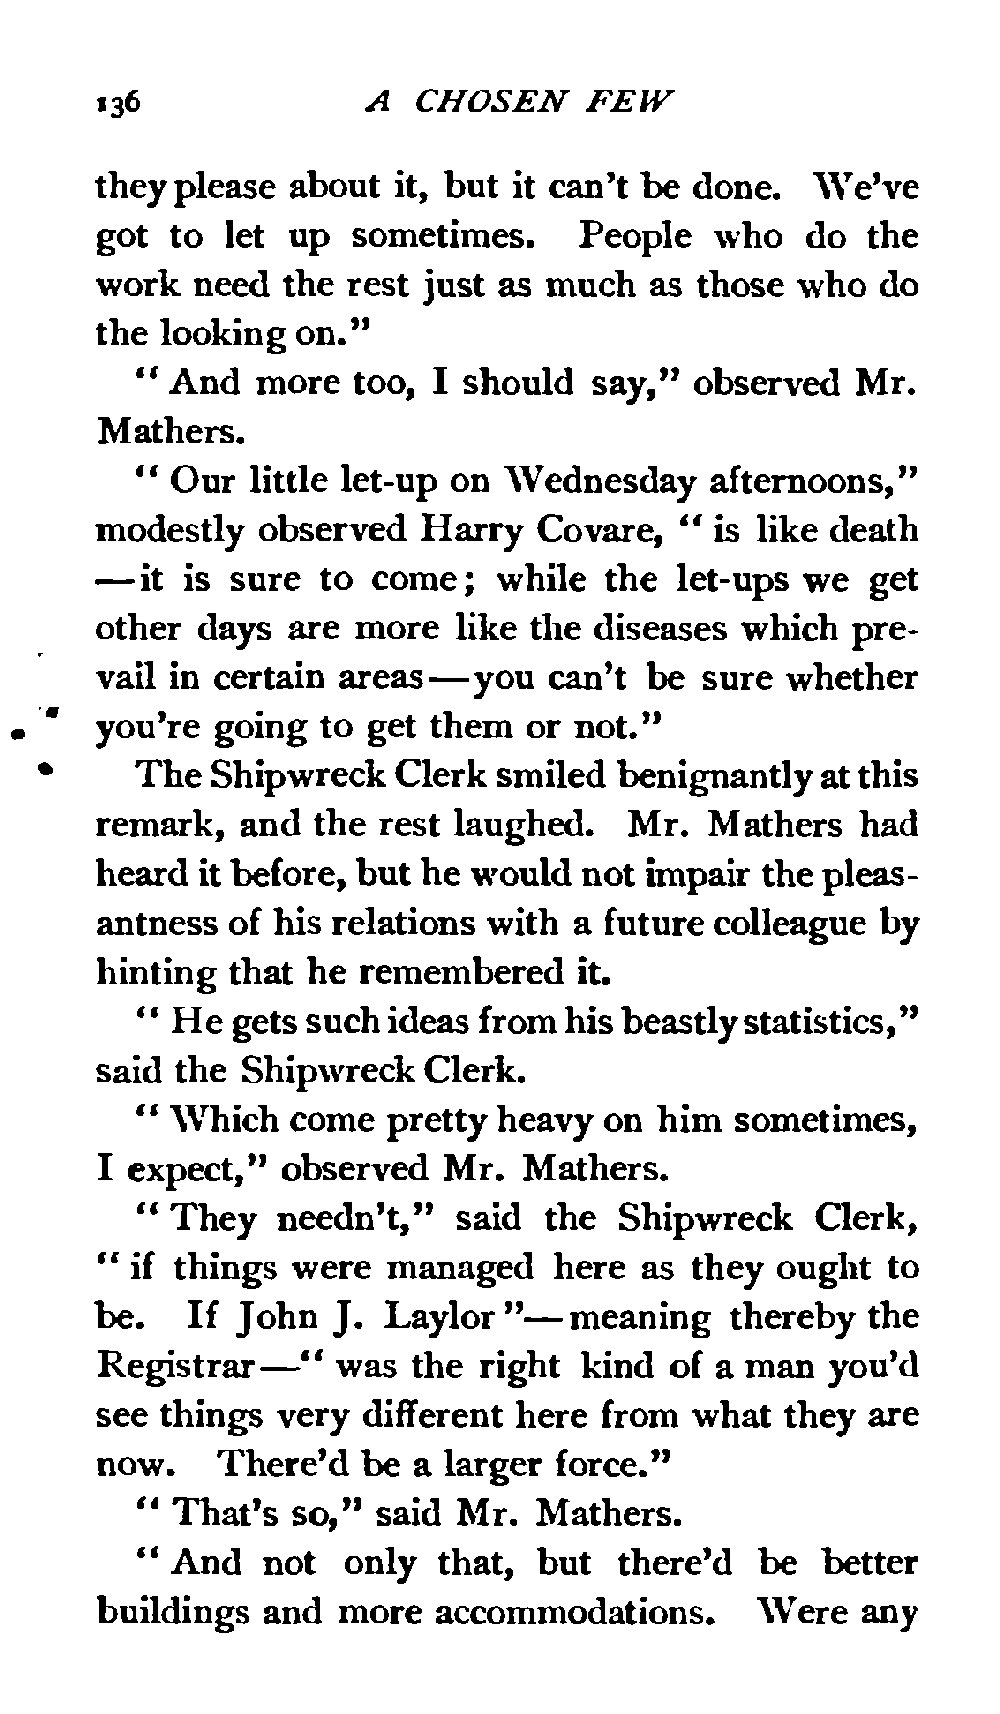 136 A CHOSEN FEW
they please about it, but it can't be done. We've
got to let up sometimes. People who do the
work need the rest just as much as those who do
the looking on."
"And more too, I should say," observed Mr.
Mathers.
"Our little let-up on Wednesday afternoons,"
modestly observed Harry Covare, "is like death
—it is sure to come; while the let-ups we get
other days are more like the diseases which pre-
vail in certain areas—you can't be sure whether
you're going to get them or not."
The Shipwreck Clerk smiled benignantly at this
remark, and the rest laughed. Mr. Mathers had
heard it before, but he would not impair the pleas-
antness of his relations with a future colleague by
hinting that he remembered it.
"He gets such ideas from his beastly statistics,"
said the Shipwreck Clerk.
"Which come pretty heavy on him sometimes,
I expect," observed Mr. Mathers.
"They needn't," said the Shipwreck Clerk,
"if things were managed here as they ought to
be. If John J. Laylor"—meaning thereby the
Registrar—"was the right kind of a man you'd
see things very different here from what they are
now. There'd be a larger force."
"That's so," said Mr. Mathers.
"And not only that, but there'd be better
buildings and more accommodations. Were any